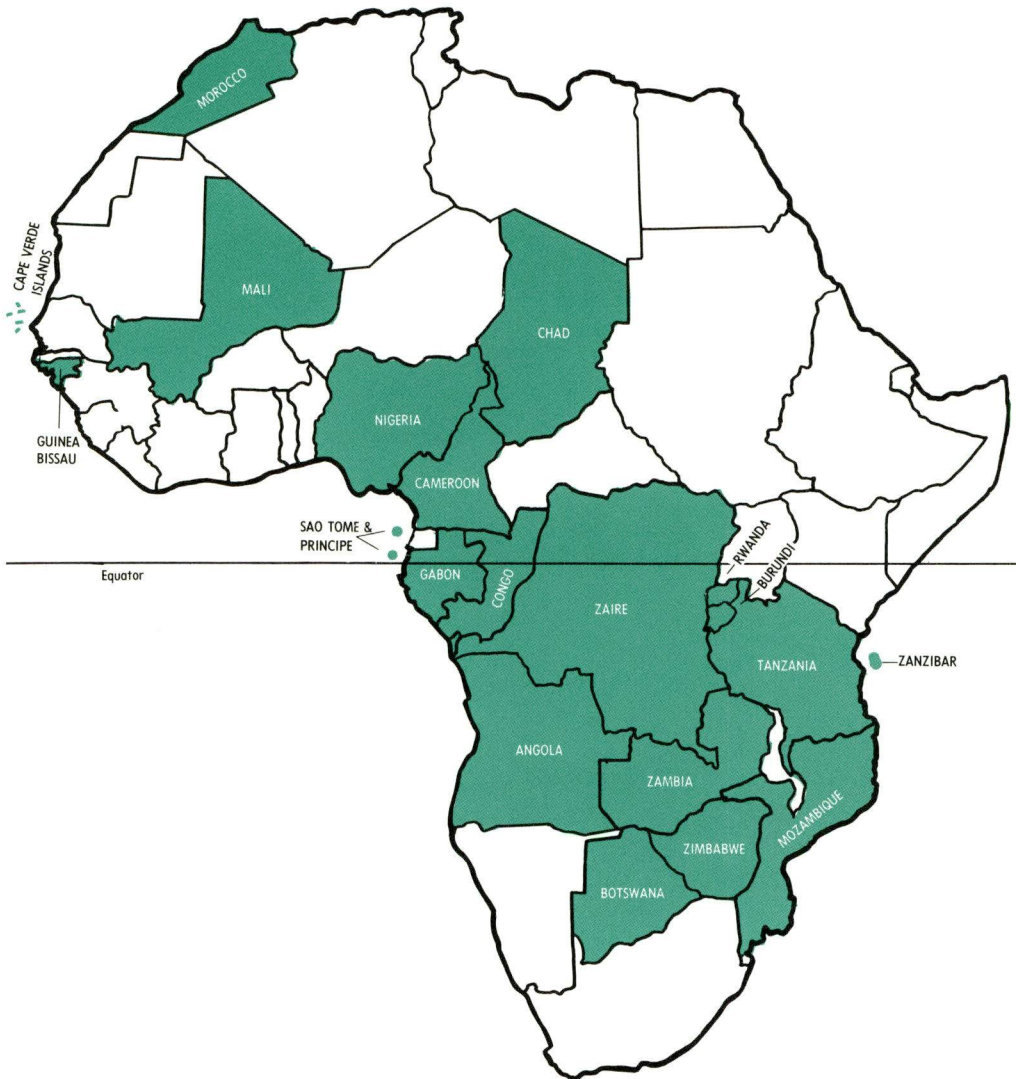 MOROCCO
CAPE VERDE
ISLANDS
MALI
CHAD
NIGERIA
GUINEA
BISSAU
CAMEROON
SAO TOME &
PRINCIPE
RWANDA
BURUNDI
Equator
GABON
CONGO
ZAIRE
TANZANIA
ZANZIBAR
ANGOLA
ZAMBIA
MOZAMBIQUE
ZIMBABWE
BOTSWANA